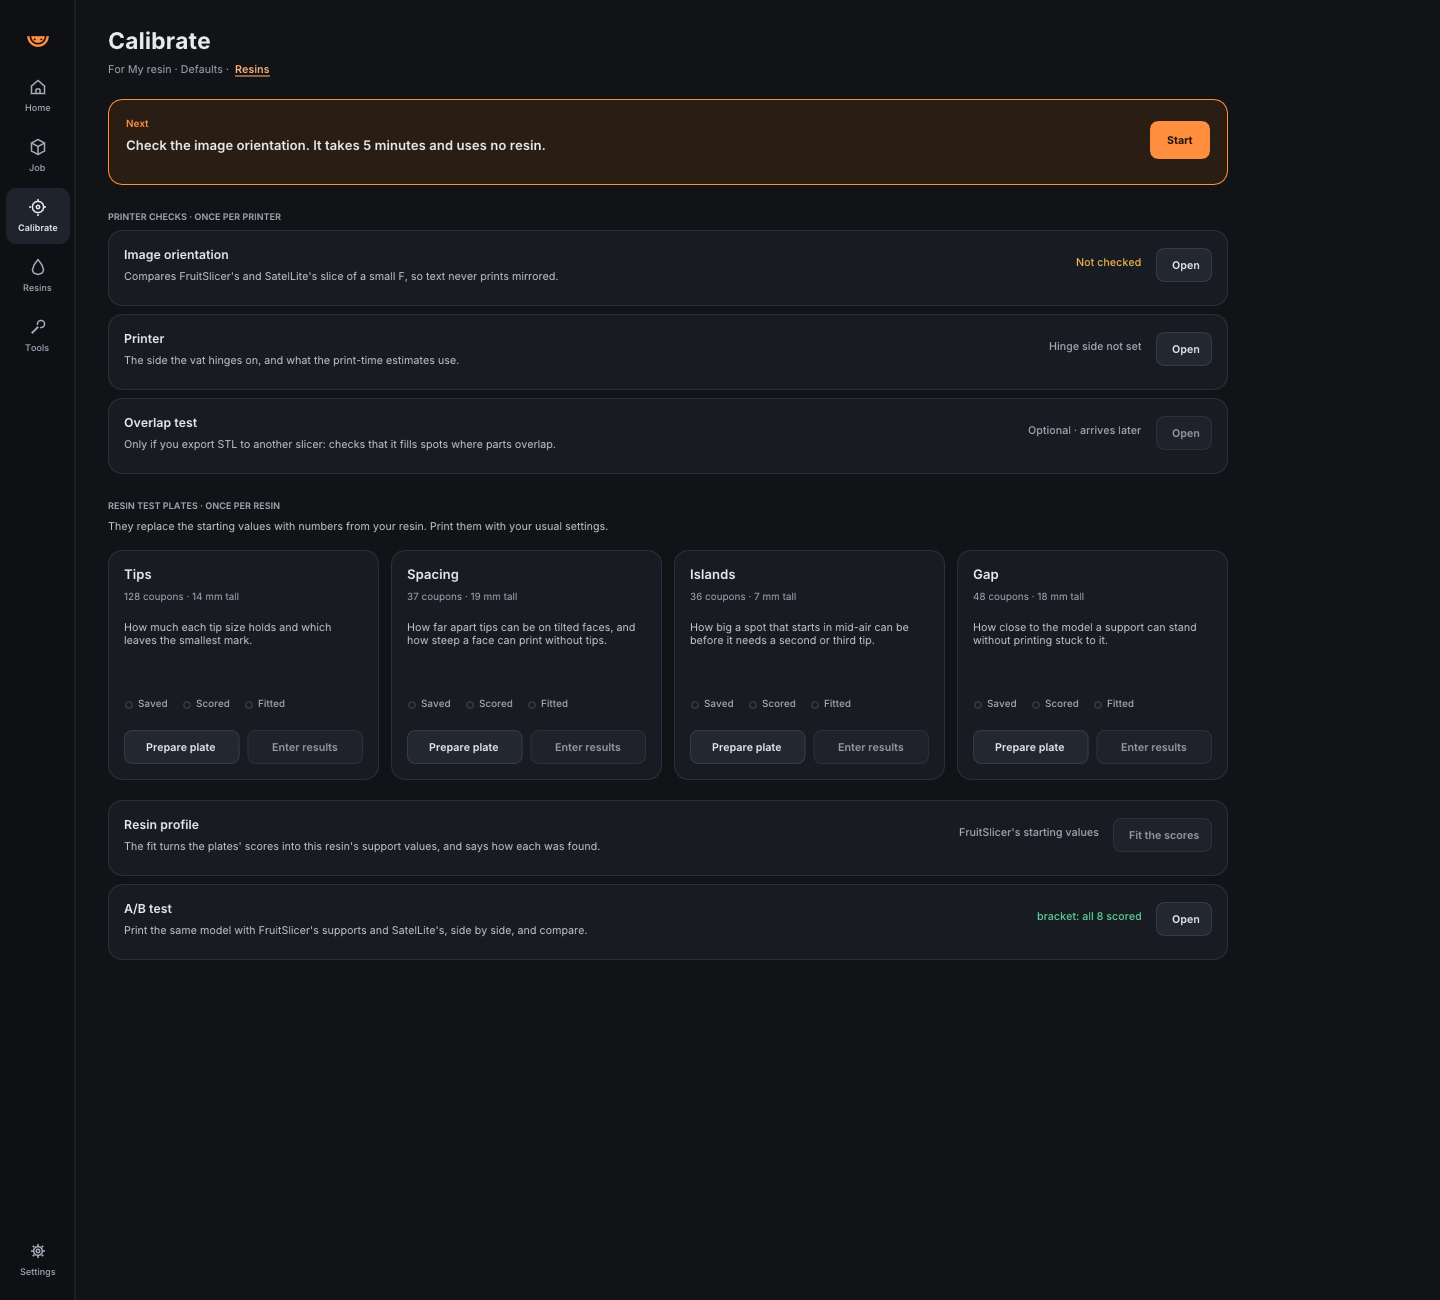 Calibrate
For My resin · Defaults · Resins
Next
Check the image orientation. It takes 5 minutes and uses no resin.
Start
Home
Job
Calibrate
Resins
Tools
PRINTER CHECKS · ONCE PER PRINTER
Image orientation
Compares FruitSlicer's and SatelLite's slice of a small F, so text never prints mirrored.
Not checked
Open
Printer
The side the vat hinges on, and what the print-time estimates use.
Hinge side not set
Open
Overlap test
Only if you export STL to another slicer: checks that it fills spots where parts overlap.
Optional · arrives later
Open
RESIN TEST PLATES · ONCE PER RESIN
They replace the starting values with numbers from your resin. Print them with your usual settings.
Tips
128 coupons · 14 mm tall
How much each tip size holds and which
leaves the smallest mark.
Saved Scored Fitted
Prepare plate Enter results
Spacing
37 coupons · 19 mm tall
How far apart tips can be on tilted faces, and
how steep a face can print without tips.
Saved Scored Fitted
Prepare plate Enter results
Islands
36 coupons · 7 mm tall
How big a spot that starts in mid-air can be
before it needs a second or third tip.
Saved Scored Fitted
Prepare plate Enter results
Gap
48 coupons · 18 mm tall
How close to the model a support can stand
without printing stuck to it.
Saved Scored Fitted
Prepare plate Enter results
Resin profile
The fit turns the plates' scores into this resin's support values, and says how each was found.
FruitSlicer's starting values
Fit the scores
A/B test
Print the same model with FruitSlicer's supports and SatelLite's, side by side, and compare.
bracket: all 8 scored
Open
Settings